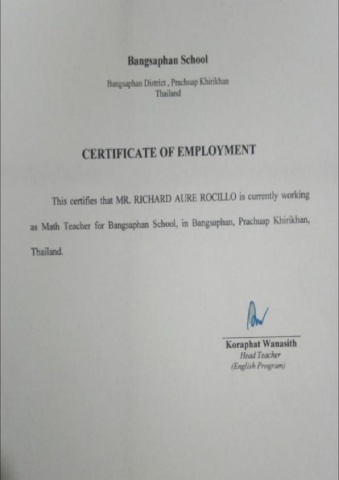 Bangsaphan School
Bangsaphan District , Prachuap Khirikhan
Thailand
CERTIFICATE OF EMPLOYMENT
This certifies that MR. RICHARD AURE ROCILLO is currently working
as Math Teacher for Bangsaphan School, in Bangsaphan, Prachuap Khirikhan,
Thailand.
Koraphat Wanasith
Head Teacher
(English Program)